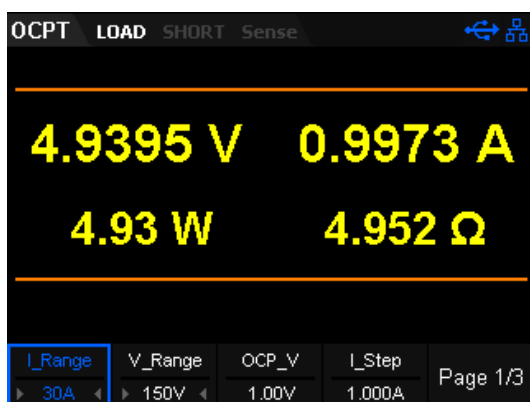 OCPT LOAD SHORT Sense
4.9395 V 0.9973 A
4.93 W 4.952 Ω
I_Range V_Range OCP_V I_Step Page 1/3
30A 150V 1.00V 1.000A